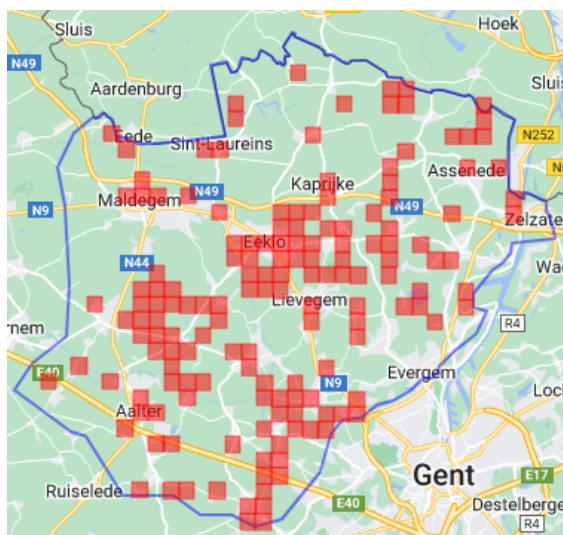 Sluis
Hoek
N49
Aardenburg
Sluis
Eede
N252
Sint-Laureins
Assenede
Kaprijke
N49
Maldegem
N49
N9
Zelzate
Eeklo
N44
Lievegem
R4
E40
Evergem
N9
Aalter
Gent
E17
Ruiselede
E40
Destelberge
R4